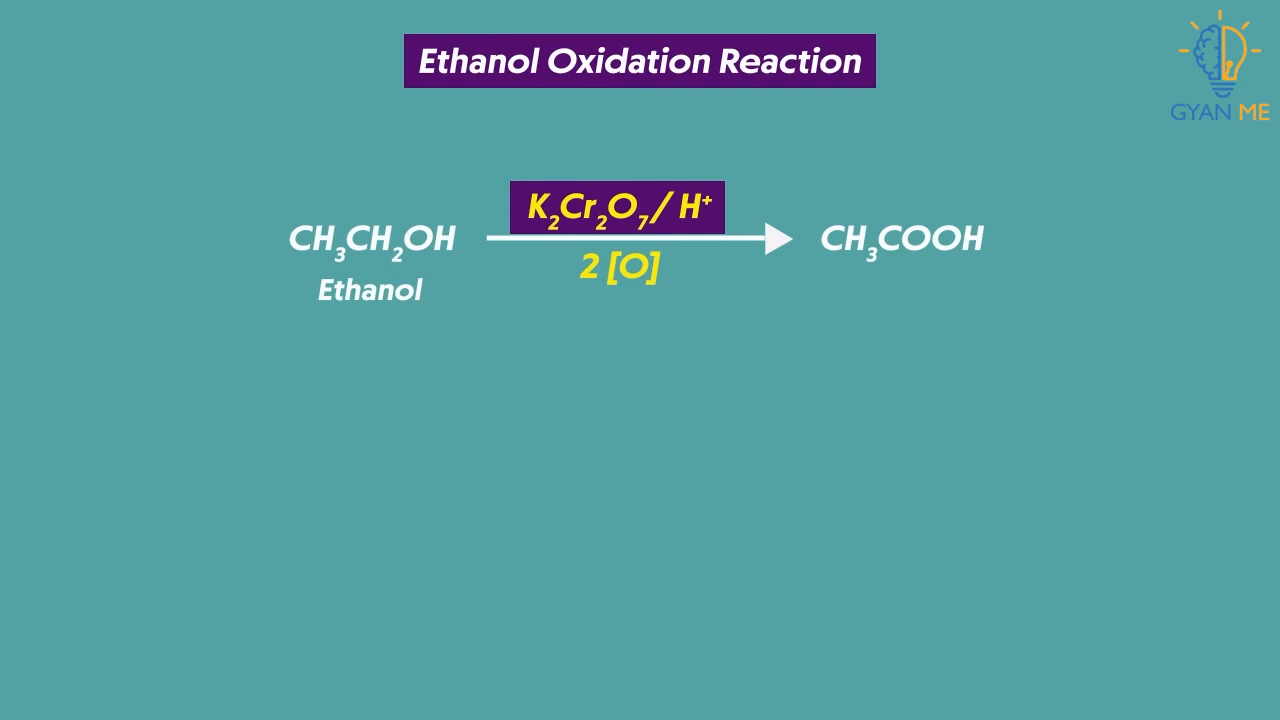 Ethanol Oxidation Reaction
GYAN ME
K₂Cr₂O₇/ H⁺
CH₃CH₂OH
CH₃COOH
2 [O]
Ethanol